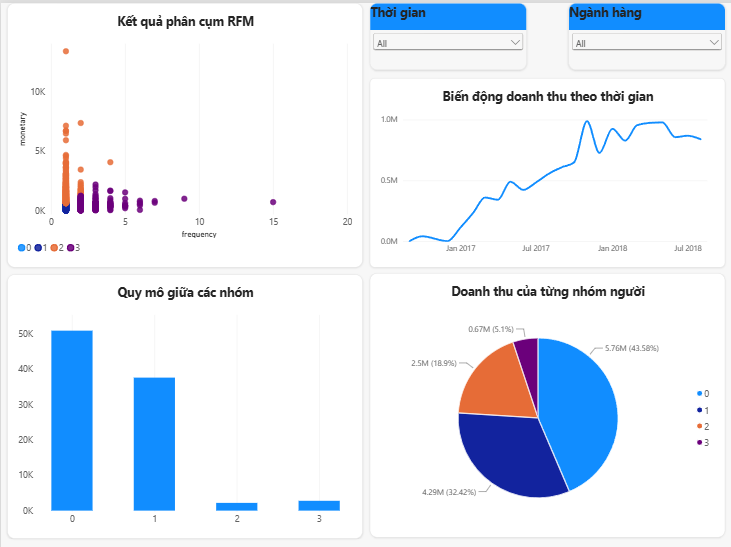 Kết quả phân cụm RFM
10K
5K
0K
monetary
0 5 10 15 20
frequency
0 1 2 3
Thời gian
All
Ngành hàng
All
Biến động doanh thu theo thời gian
1.0M
0.5M
0.0M
Jan 2017 Jul 2017 Jan 2018 Jul 2018
Quy mô giữa các nhóm
50K
40K
30K
20K
10K
0K
0 1 2 3
Doanh thu của từng nhóm người
0.67M (5.1%)
5.76M (43.58%)
2.5M (18.9%)
4.29M (32.42%)
0
1
2
3